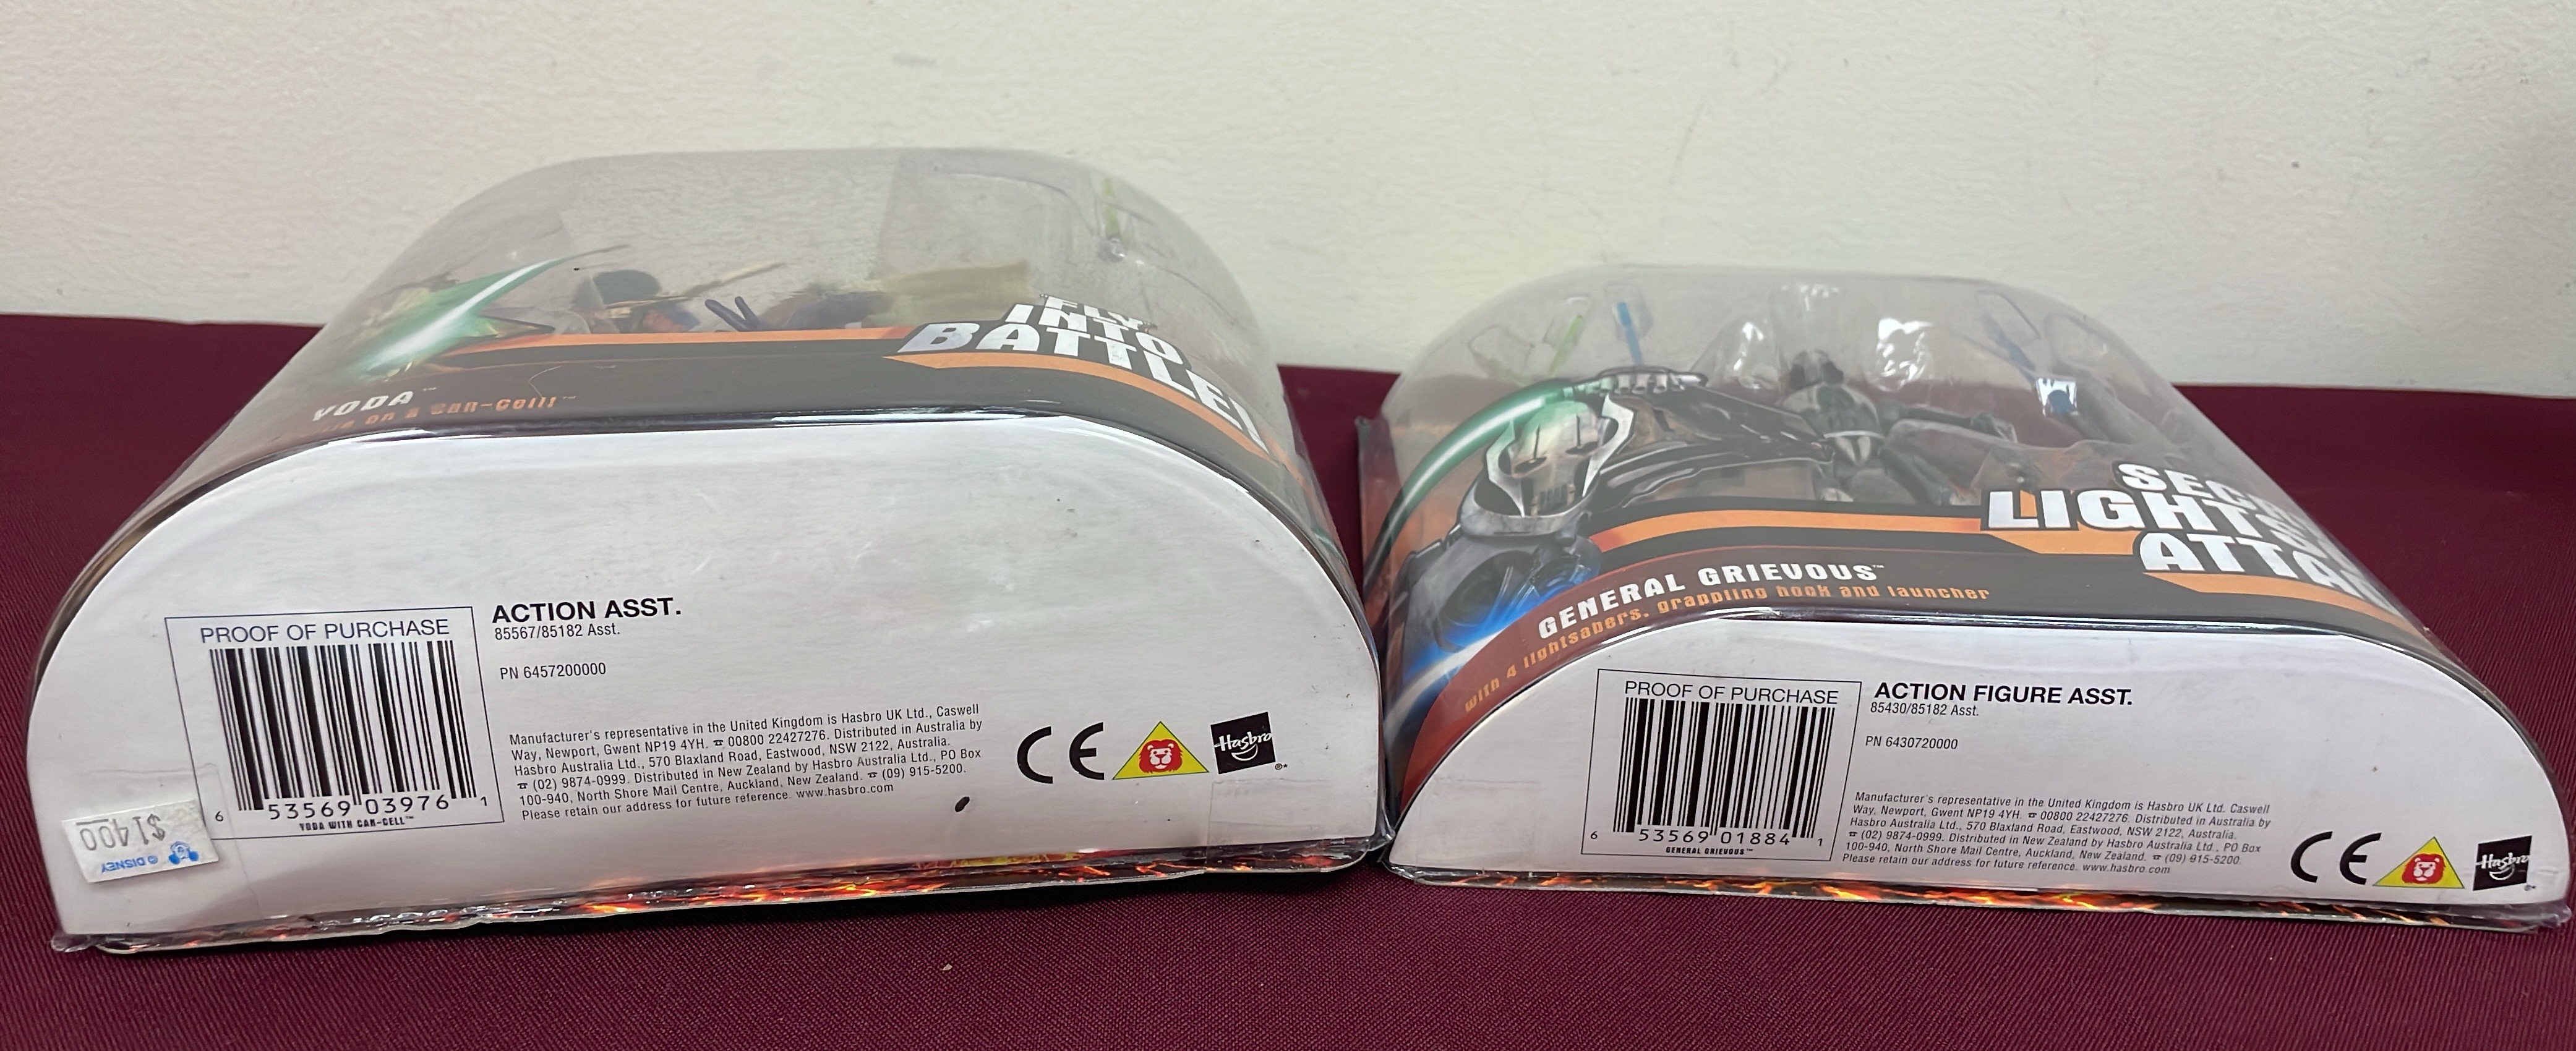 FLY
INTO
BATTLE!
YODA™
on a can-cell!™
PROOF OF PURCHASE
6 53569 03976 1
YODA WITH CAN-CELL™
ACTION ASST.
85567/85182 Asst.
PN 6457200000
Manufacturer's representative in the United Kingdom is Hasbro UK Ltd., Caswell
Way, Newport, Gwent NP19 4YH. ☎ 00800 22427276. Distributed in Australia by
Hasbro Australia Ltd., 570 Blaxland Road, Eastwood, NSW 2122, Australia.
☎ (02) 9874-0999. Distributed in New Zealand by Hasbro Australia Ltd., PO Box
100-940, North Shore Mail Centre, Auckland, New Zealand. ☎ (09) 915-5200.
Please retain our address for future reference. www.hasbro.com
CE
Hasbro
®*
$1400
© DISNEY
LIGHTS
ATTA
GENERAL GRIEVOUS™
with 4 lightsabers, grappling hook and launcher
PROOF OF PURCHASE
6 53569 01884 1
GENERAL GRIEVOUS™
ACTION FIGURE ASST.
85430/85182 Asst.
PN 6430720000
Manufacturer's representative in the United Kingdom is Hasbro UK Ltd. Caswell
Way, Newport, Gwent NP19 4YH. ☎ 00800 22427276. Distributed in Australia by
Hasbro Australia Ltd., 570 Blaxland Road, Eastwood, NSW 2122, Australia.
☎ (02) 9874-0999. Distributed in New Zealand by Hasbro Australia Ltd., PO Box
100-940, North Shore Mail Centre, Auckland, New Zealand. ☎ (09) 915-5200.
Please retain our address for future reference. www.hasbro.com
CE
Hasbro
®*